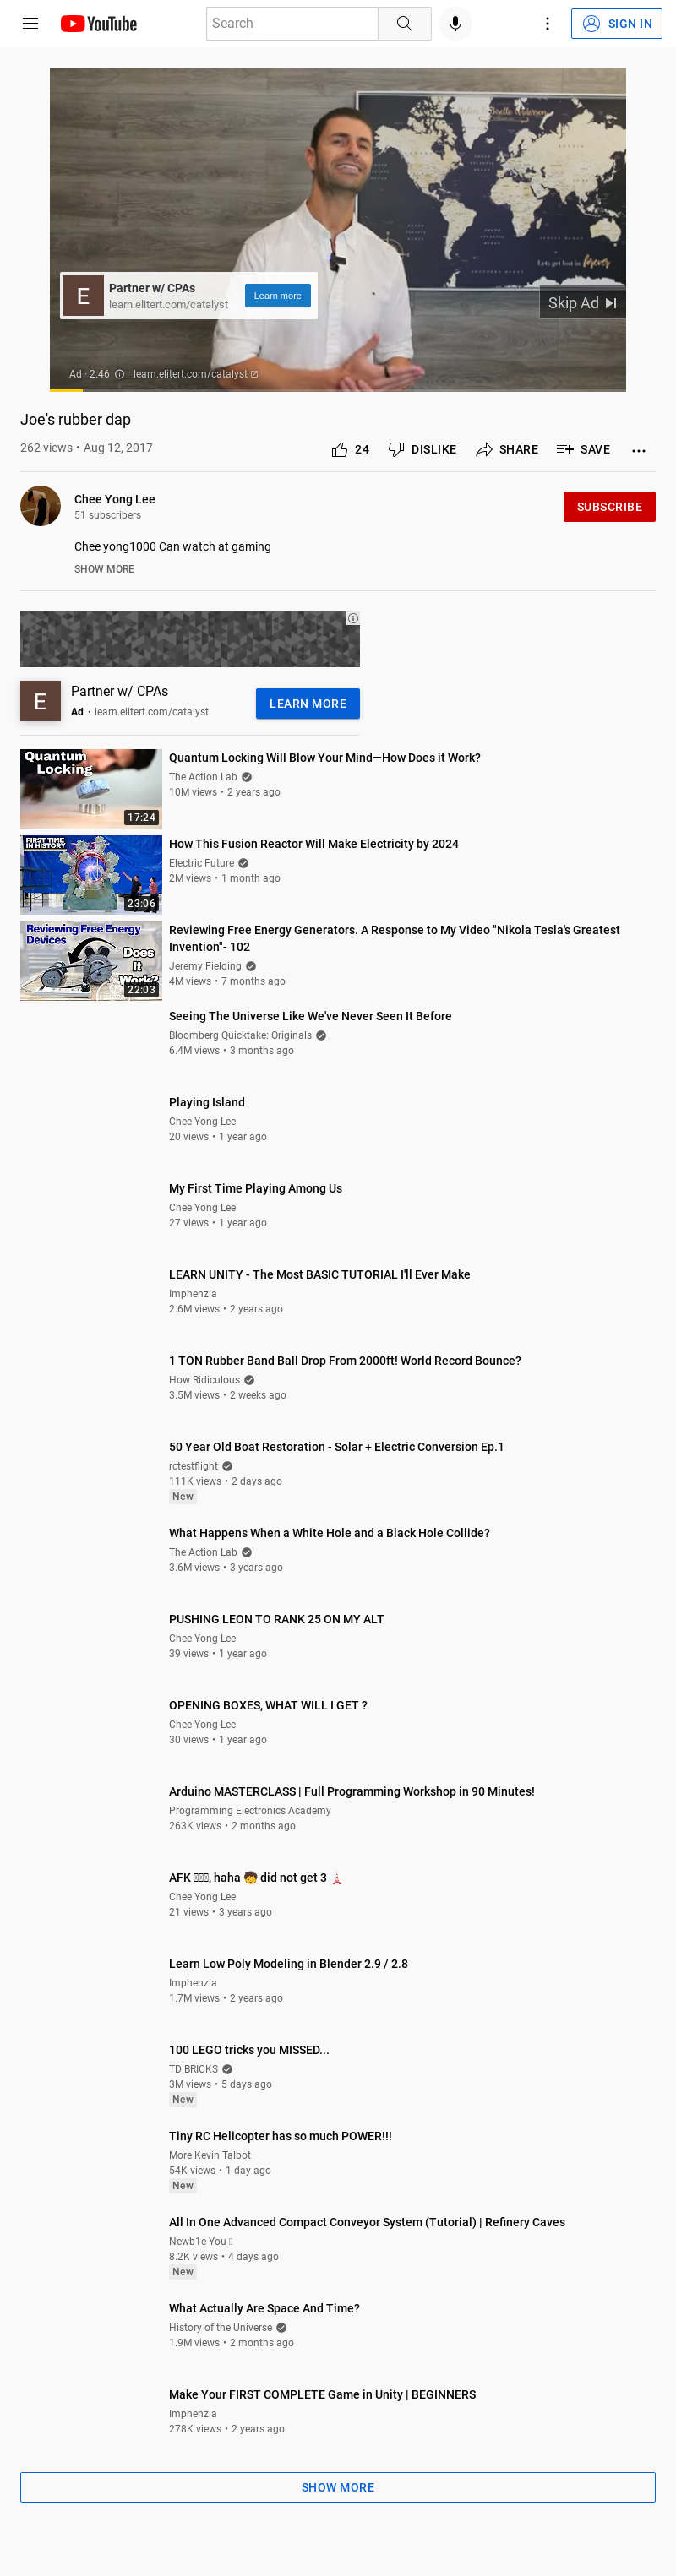 YouTube
Search
SIGN IN
Lets get lost in forever
Partner w/ CPAs
learn.elitert.com/catalyst
Learn more
E
Skip Ad
Ad · 2:46 learn.elitert.com/catalyst
Joe's rubber dap
262 views • Aug 12, 2017
24
DISLIKE
SHARE
SAVE
Chee Yong Lee
51 subscribers
SUBSCRIBE
Chee yong1000 Can watch at gaming
SHOW MORE
E
Partner w/ CPAs
Ad • learn.elitert.com/catalyst
LEARN MORE
Quantum Locking
17:24
Quantum Locking Will Blow Your Mind—How Does it Work?
The Action Lab
10M views • 2 years ago
FIRST TIME IN HISTORY
23:06
How This Fusion Reactor Will Make Electricity by 2024
Electric Future
2M views • 1 month ago
Reviewing Free Energy Devices
Does It Work?
22:03
Reviewing Free Energy Generators. A Response to My Video "Nikola Tesla's Greatest
Invention"- 102
Jeremy Fielding
4M views • 7 months ago
Seeing The Universe Like We've Never Seen It Before
Bloomberg Quicktake: Originals
6.4M views • 3 months ago
Playing Island
Chee Yong Lee
20 views • 1 year ago
My First Time Playing Among Us
Chee Yong Lee
27 views • 1 year ago
LEARN UNITY - The Most BASIC TUTORIAL I'll Ever Make
Imphenzia
2.6M views • 2 years ago
1 TON Rubber Band Ball Drop From 2000ft! World Record Bounce?
How Ridiculous
3.5M views • 2 weeks ago
50 Year Old Boat Restoration - Solar + Electric Conversion Ep.1
rctestflight
111K views • 2 days ago
New
What Happens When a White Hole and a Black Hole Collide?
The Action Lab
3.6M views • 3 years ago
PUSHING LEON TO RANK 25 ON MY ALT
Chee Yong Lee
39 views • 1 year ago
OPENING BOXES, WHAT WILL I GET ?
Chee Yong Lee
30 views • 1 year ago
Arduino MASTERCLASS | Full Programming Workshop in 90 Minutes!
Programming Electronics Academy
263K views • 2 months ago
AFK , haha 🧒 did not get 3 🗼
Chee Yong Lee
21 views • 3 years ago
Learn Low Poly Modeling in Blender 2.9 / 2.8
Imphenzia
1.7M views • 2 years ago
100 LEGO tricks you MISSED...
TD BRICKS
3M views • 5 days ago
New
Tiny RC Helicopter has so much POWER!!!
More Kevin Talbot
54K views • 1 day ago
New
All In One Advanced Compact Conveyor System (Tutorial) | Refinery Caves
Newb1e You
8.2K views • 4 days ago
New
What Actually Are Space And Time?
History of the Universe
1.9M views • 2 months ago
Make Your FIRST COMPLETE Game in Unity | BEGINNERS
Imphenzia
278K views • 2 years ago
SHOW MORE